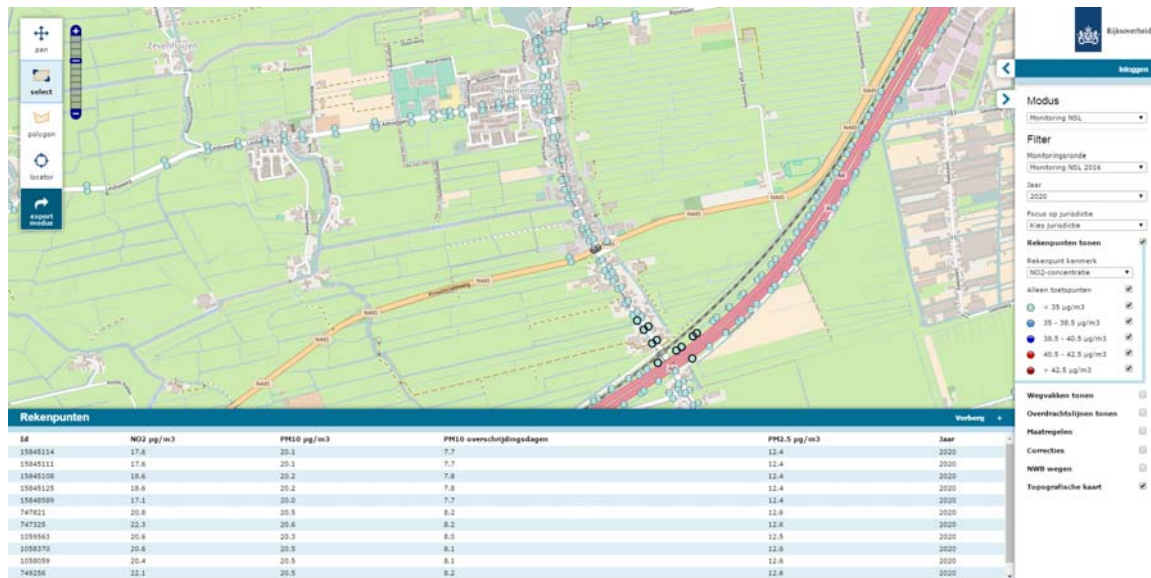 pan
select
polygon
locator
export
modus
Zevenhuizen
N445
N445
N445
N445
N445
Provincialeweg
A4
Rijksoverheid
Inloggen
Modus
Monitoring NSL
Filter
Monitoringsronde
Monitoring NSL 2016
Jaar
2020
Focus op jurisdictie
Kies jurisdictie
Rekenpunten tonen
Rekenpunt kenmerk
NO2-concentratie
Alleen toetspunten
< 35 µg/m3
35 - 38.5 µg/m3
38.5 - 40.5 µg/m3
40.5 - 42.5 µg/m3
> 42.5 µg/m3
Wegvakken tonen
Overdrachtslijnen tonen
Maatregelen
Correcties
NWB wegen
Topografische kaart
Rekenpunten Verberg +
Id NO2 µg/m3 PM10 µg/m3 PM10 overschrijdingsdagen PM2.5 µg/m3 Jaar
15845114 17.6 20.1 7.7 12.4 2020
15845111 17.6 20.1 7.7 12.4 2020
15845108 18.6 20.2 7.8 12.4 2020
15845125 18.6 20.2 7.8 12.4 2020
15848589 17.1 20.0 7.7 12.4 2020
747821 20.8 20.5 8.2 12.6 2020
747325 22.3 20.6 8.2 12.6 2020
1059563 20.6 20.3 8.0 12.5 2020
1058370 20.6 20.5 8.1 12.6 2020
1058059 20.4 20.5 8.1 12.6 2020
749256 22.1 20.5 8.2 12.6 2020